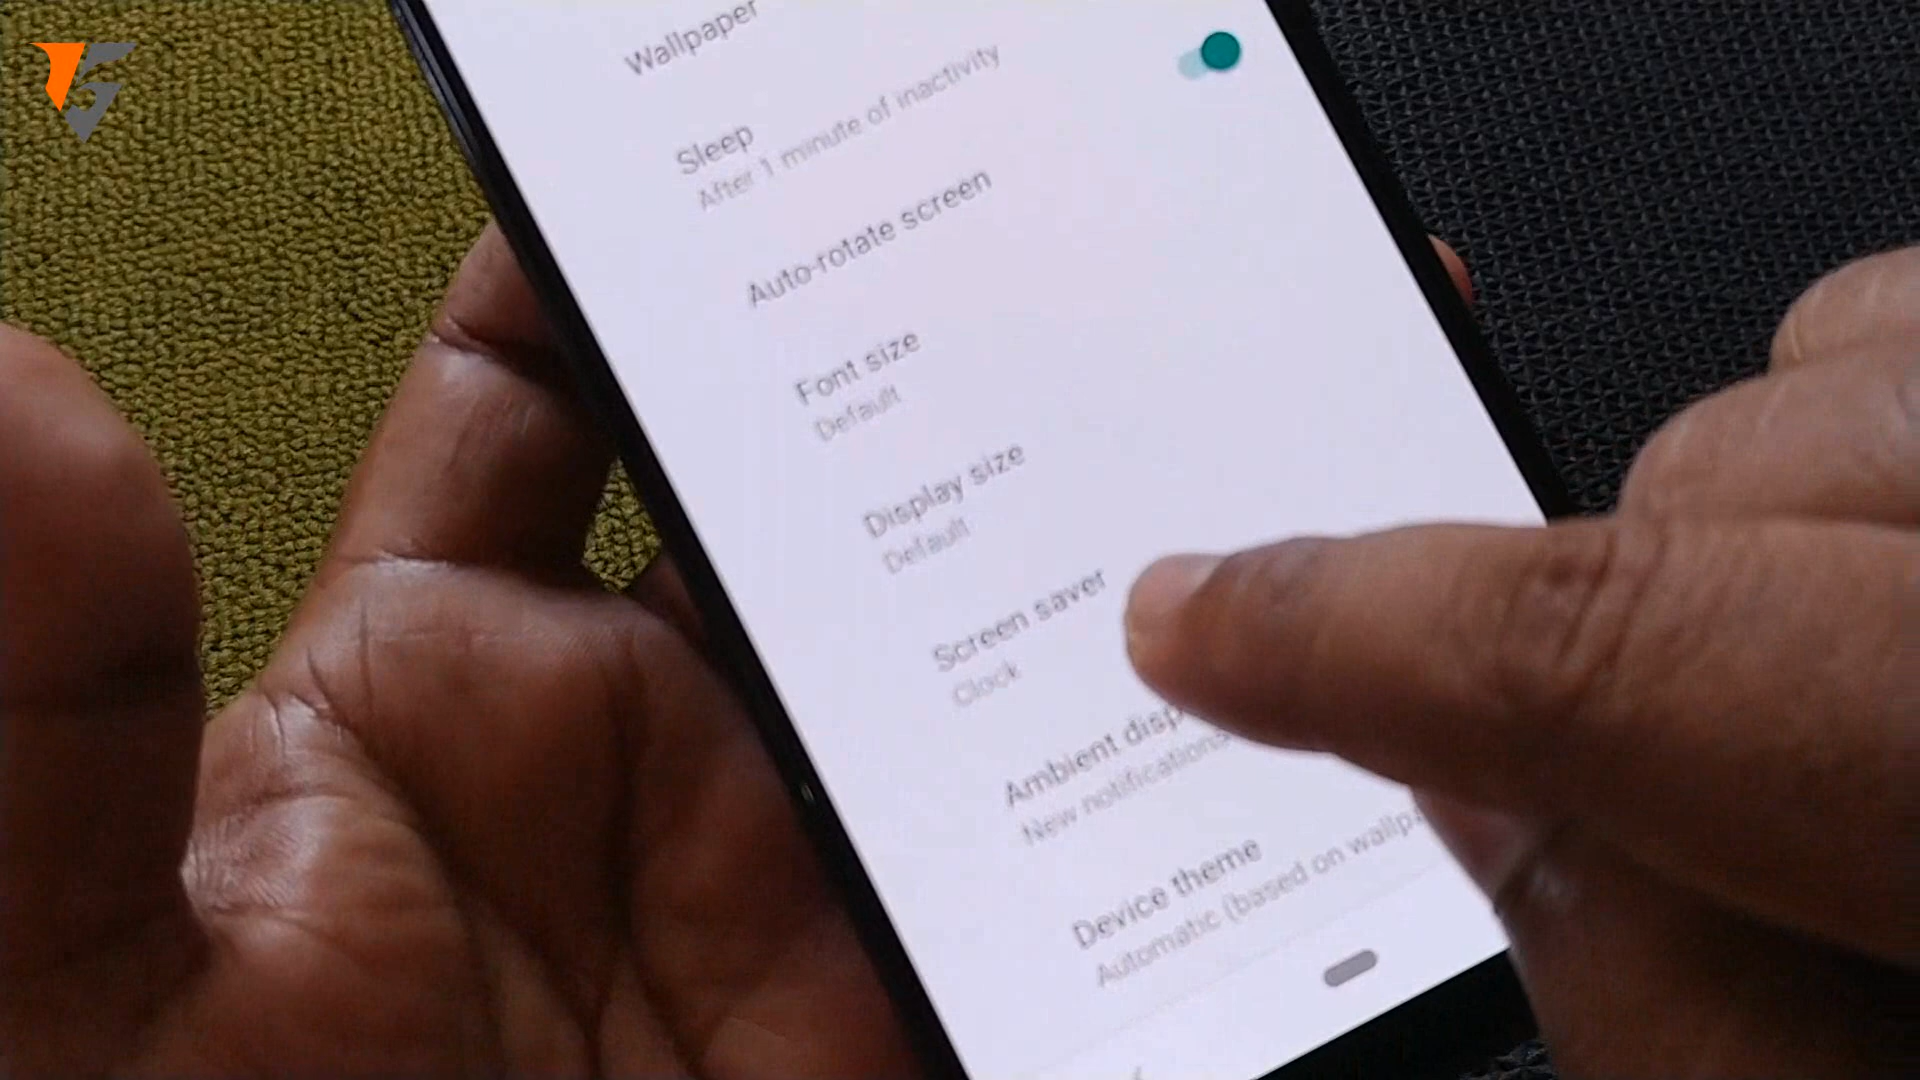 Wallpaper
Sleep
After 1 minute of inactivity
Auto-rotate screen
Font size
Default
Display size
Default
Screen saver
Clock
Ambient disp
New notifications
Device theme
Automatic (based on wallpa